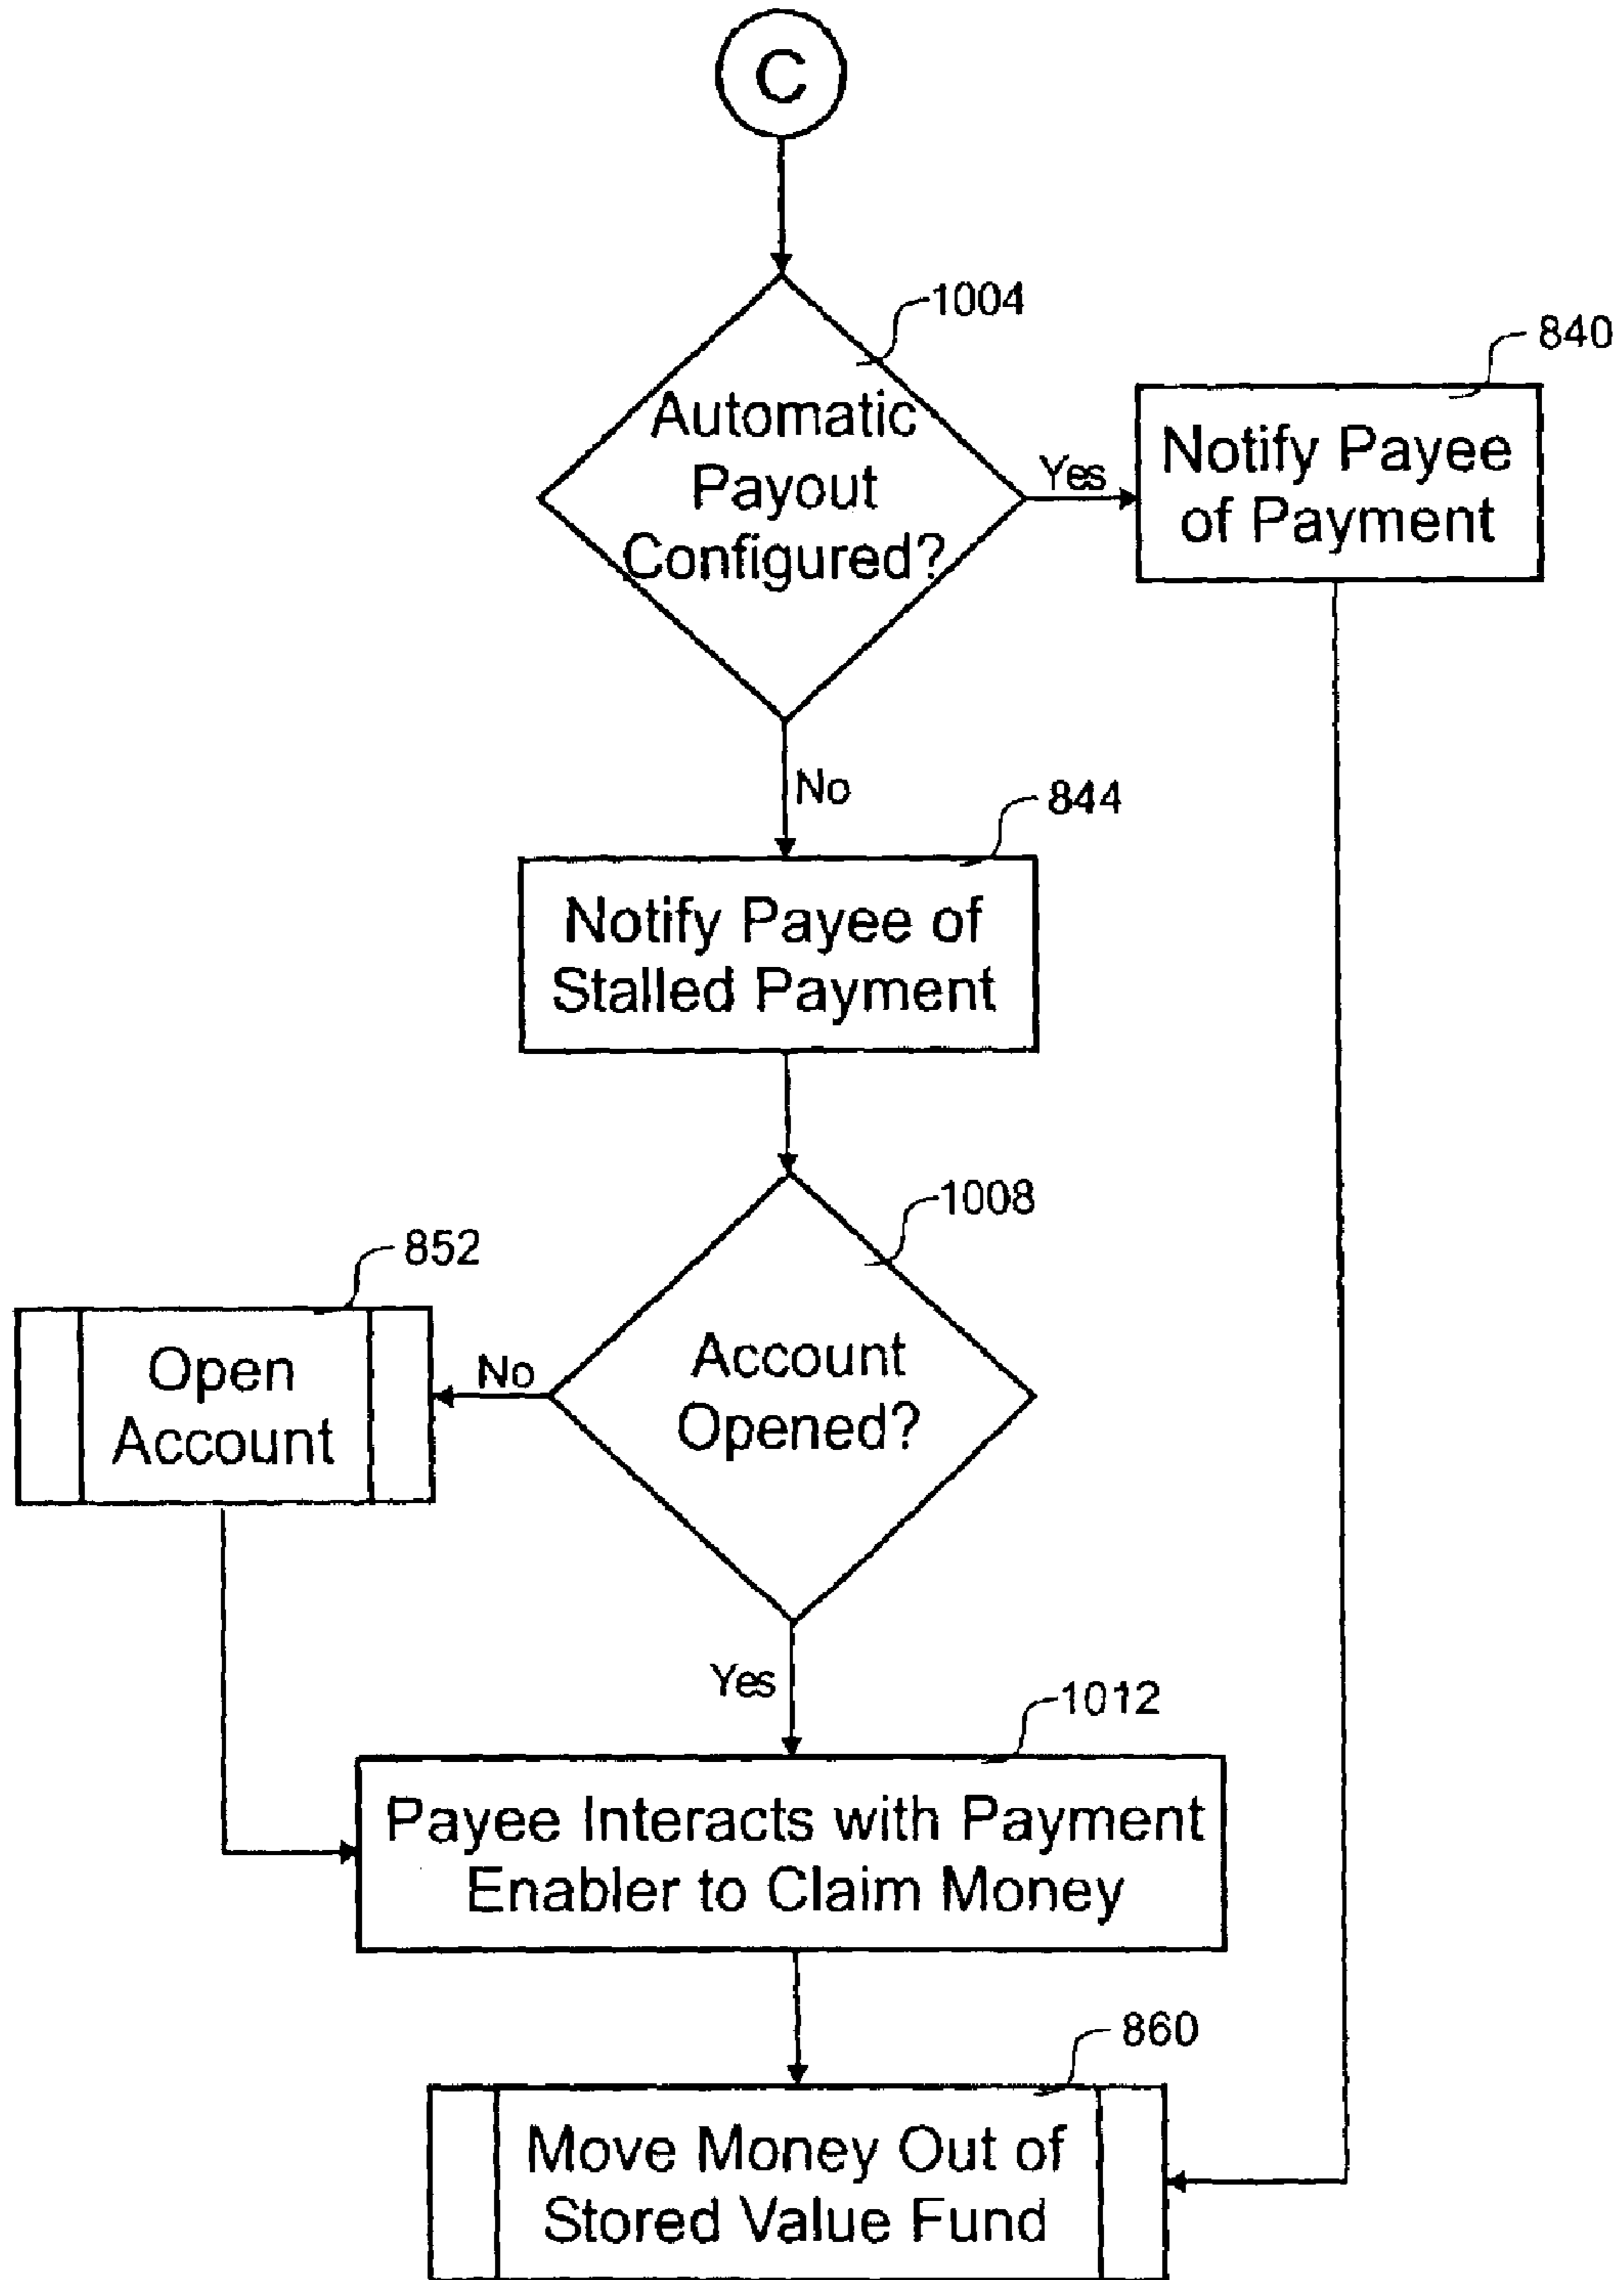 C
1004
Automatic
Payout
Configured?
Yes
840
Notify Payee
of Payment
No
844
Notify Payee of
Stalled Payment
1008
Account
Opened?
No
852
Open
Account
Yes
1012
Payee Interacts with Payment
Enabler to Claim Money
860
Move Money Out of
Stored Value Fund